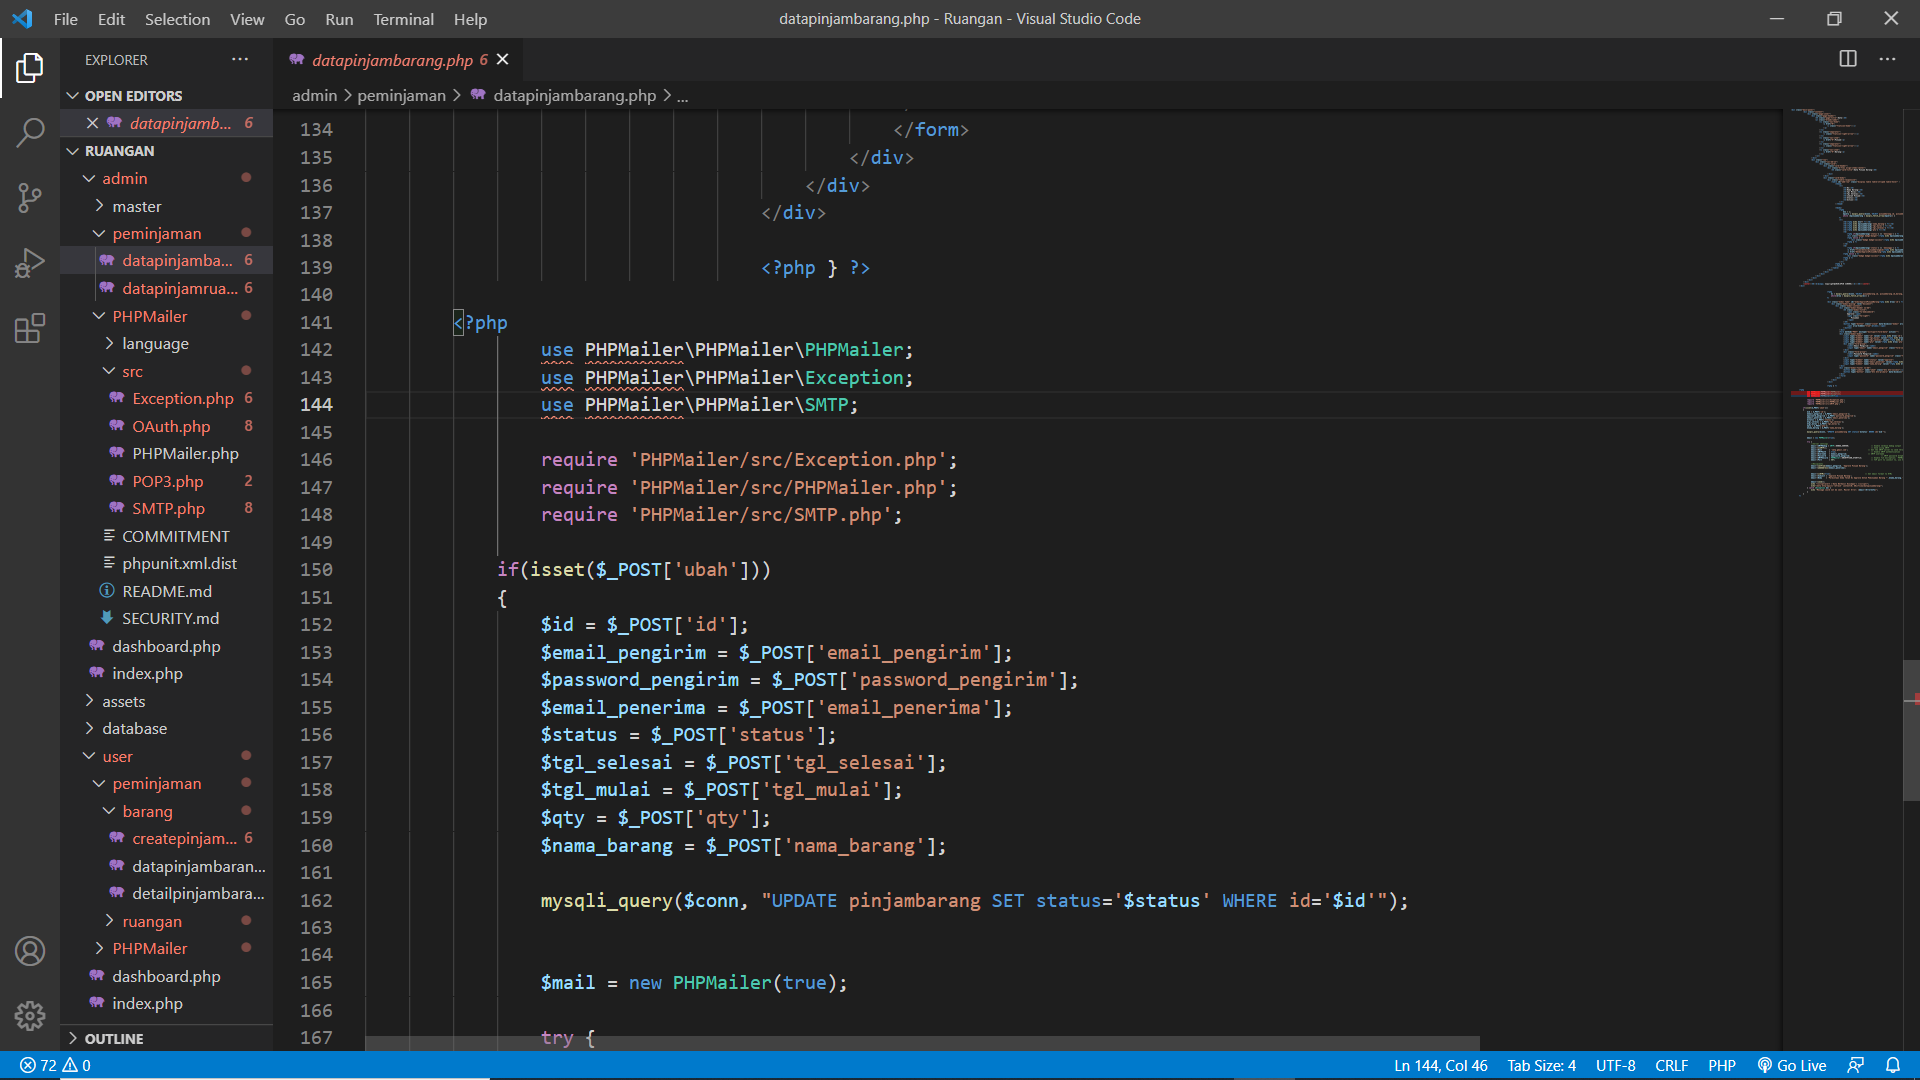 File Edit Selection View Go Run Terminal Help
datapinjambarang.php - Ruangan - Visual Studio Code
EXPLORER ...
OPEN EDITORS
datapinjamb... 6
RUANGAN
admin
master
peminjaman
datapinjamba... 6
datapinjamrua... 6
PHPMailer
language
src
Exception.php 6
OAuth.php 8
PHPMailer.php
POP3.php 2
SMTP.php 8
COMMITMENT
phpunit.xml.dist
README.md
SECURITY.md
dashboard.php
index.php
assets
database
user
peminjaman
barang
createpinjam... 6
datapinjambaran...
detailpinjambara...
ruangan
PHPMailer
dashboard.php
index.php
OUTLINE
datapinjambarang.php 6
admin > peminjaman > datapinjambarang.php > ...
134 </form>
135 </div>
136 </div>
137 </div>
138
139 <?php } ?>
140
141 <?php
142 use PHPMailer\PHPMailer\PHPMailer;
143 use PHPMailer\PHPMailer\Exception;
144 use PHPMailer\PHPMailer\SMTP;
145
146 require 'PHPMailer/src/Exception.php';
147 require 'PHPMailer/src/PHPMailer.php';
148 require 'PHPMailer/src/SMTP.php';
149
150 if(isset($_POST['ubah']))
151 {
152 $id = $_POST['id'];
153 $email_pengirim = $_POST['email_pengirim'];
154 $password_pengirim = $_POST['password_pengirim'];
155 $email_penerima = $_POST['email_penerima'];
156 $status = $_POST['status'];
157 $tgl_selesai = $_POST['tgl_selesai'];
158 $tgl_mulai = $_POST['tgl_mulai'];
159 $qty = $_POST['qty'];
160 $nama_barang = $_POST['nama_barang'];
161
162 mysqli_query($conn, "UPDATE pinjambarang SET status='$status' WHERE id='$id'");
163
164
165 $mail = new PHPMailer(true);
166
167 try {
72 0
Ln 144, Col 46 Tab Size: 4 UTF-8 CRLF PHP Go Live